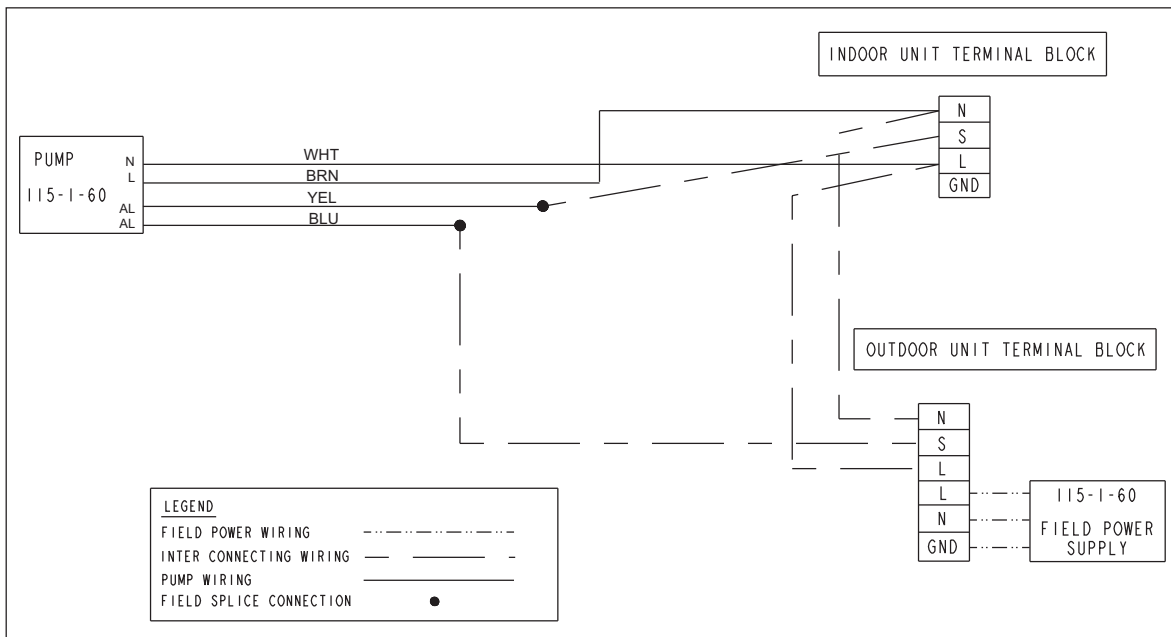 INDOOR UNIT TERMINAL BLOCK
PUMP
115-1-60
N
L
AL
AL
WHT
BRN
YEL
BLU
N
S
L
GND
OUTDOOR UNIT TERMINAL BLOCK
N
S
L
L
N
GND
115-1-60
FIELD POWER
SUPPLY
LEGEND
FIELD POWER WIRING
INTER CONNECTING WIRING
PUMP WIRING
FIELD SPLICE CONNECTION